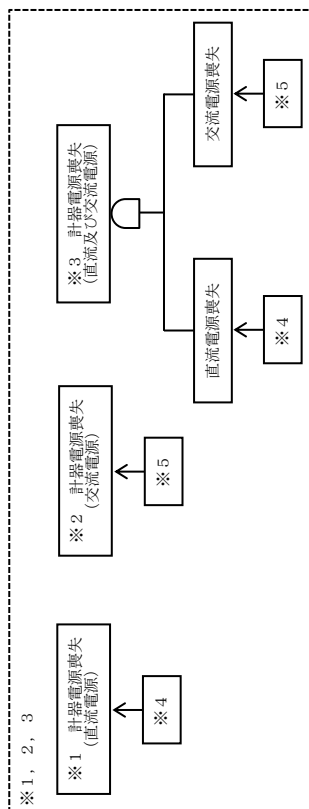 ※1，2，3
※1 計器電源喪失
(直流電源)
※4
※2 計器電源喪失
(交流電源)
※5
※3 計器電源喪失
(直流及び交流電源)
直流電源喪失
※4
交流電源喪失
※5